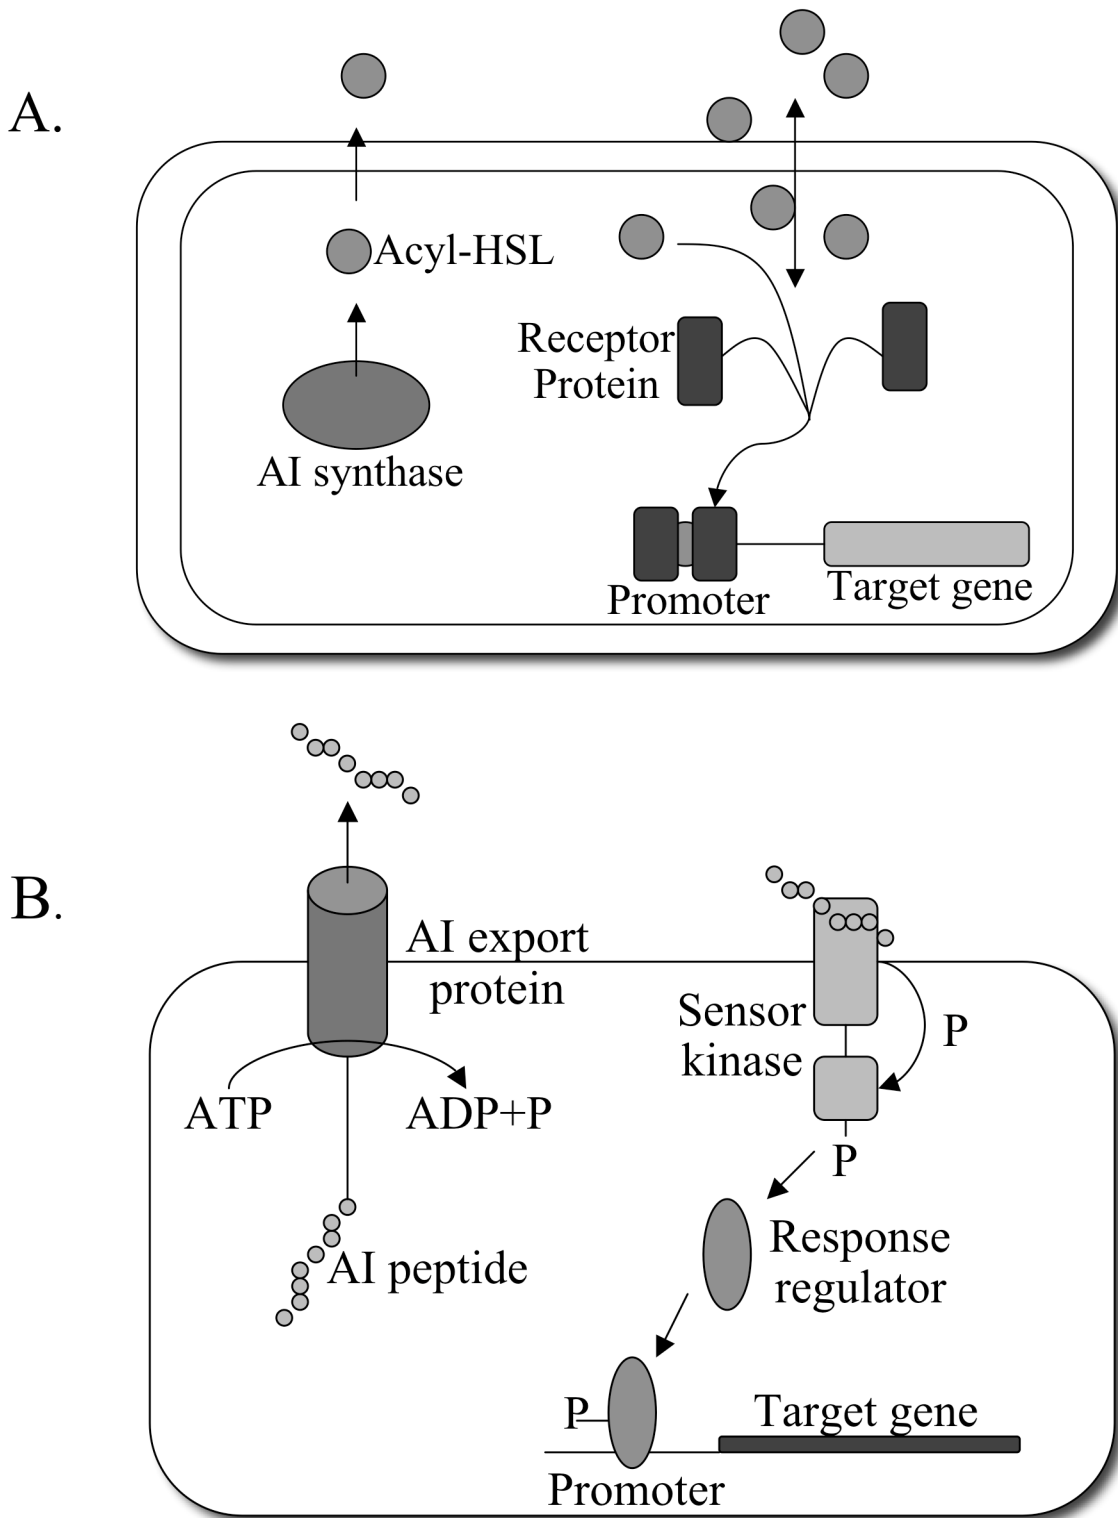 A.
Acyl-HSL
Receptor
Protein
AI synthase
Promoter
Target gene
B.
AI export
protein
Sensor
kinase
P
ATP
ADP+P
P
AI peptide
Response
regulator
P
Target gene
Promoter